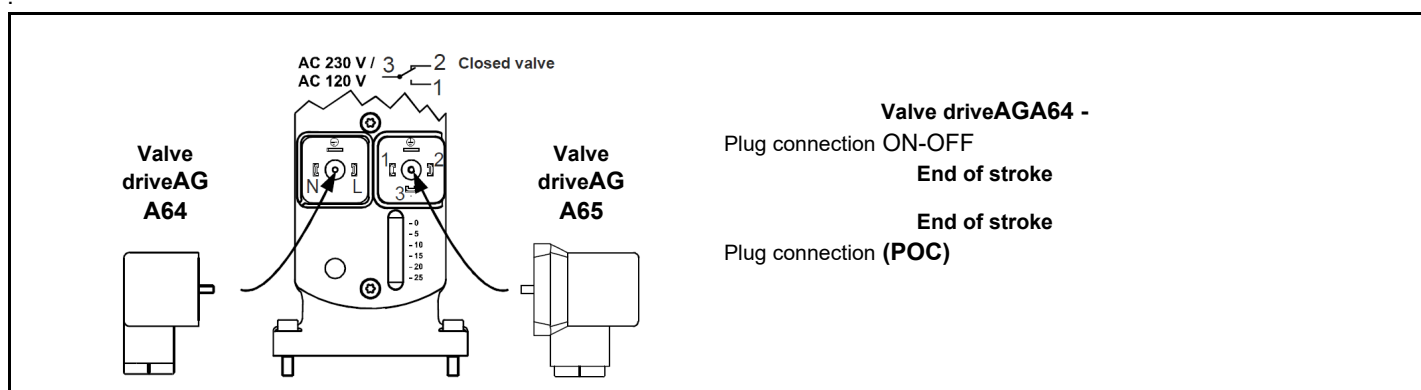 .
AC 230 V / 3 2 Closed valve
AC 120 V 1
Valve
driveAG
A64
1 2
N L
3
- 0
- 5
- 10
- 15
- 20
- 25
Valve
driveAG
A65
Valve driveAGA64 -
Plug connection ON-OFF
End of stroke
End of stroke
Plug connection (POC)